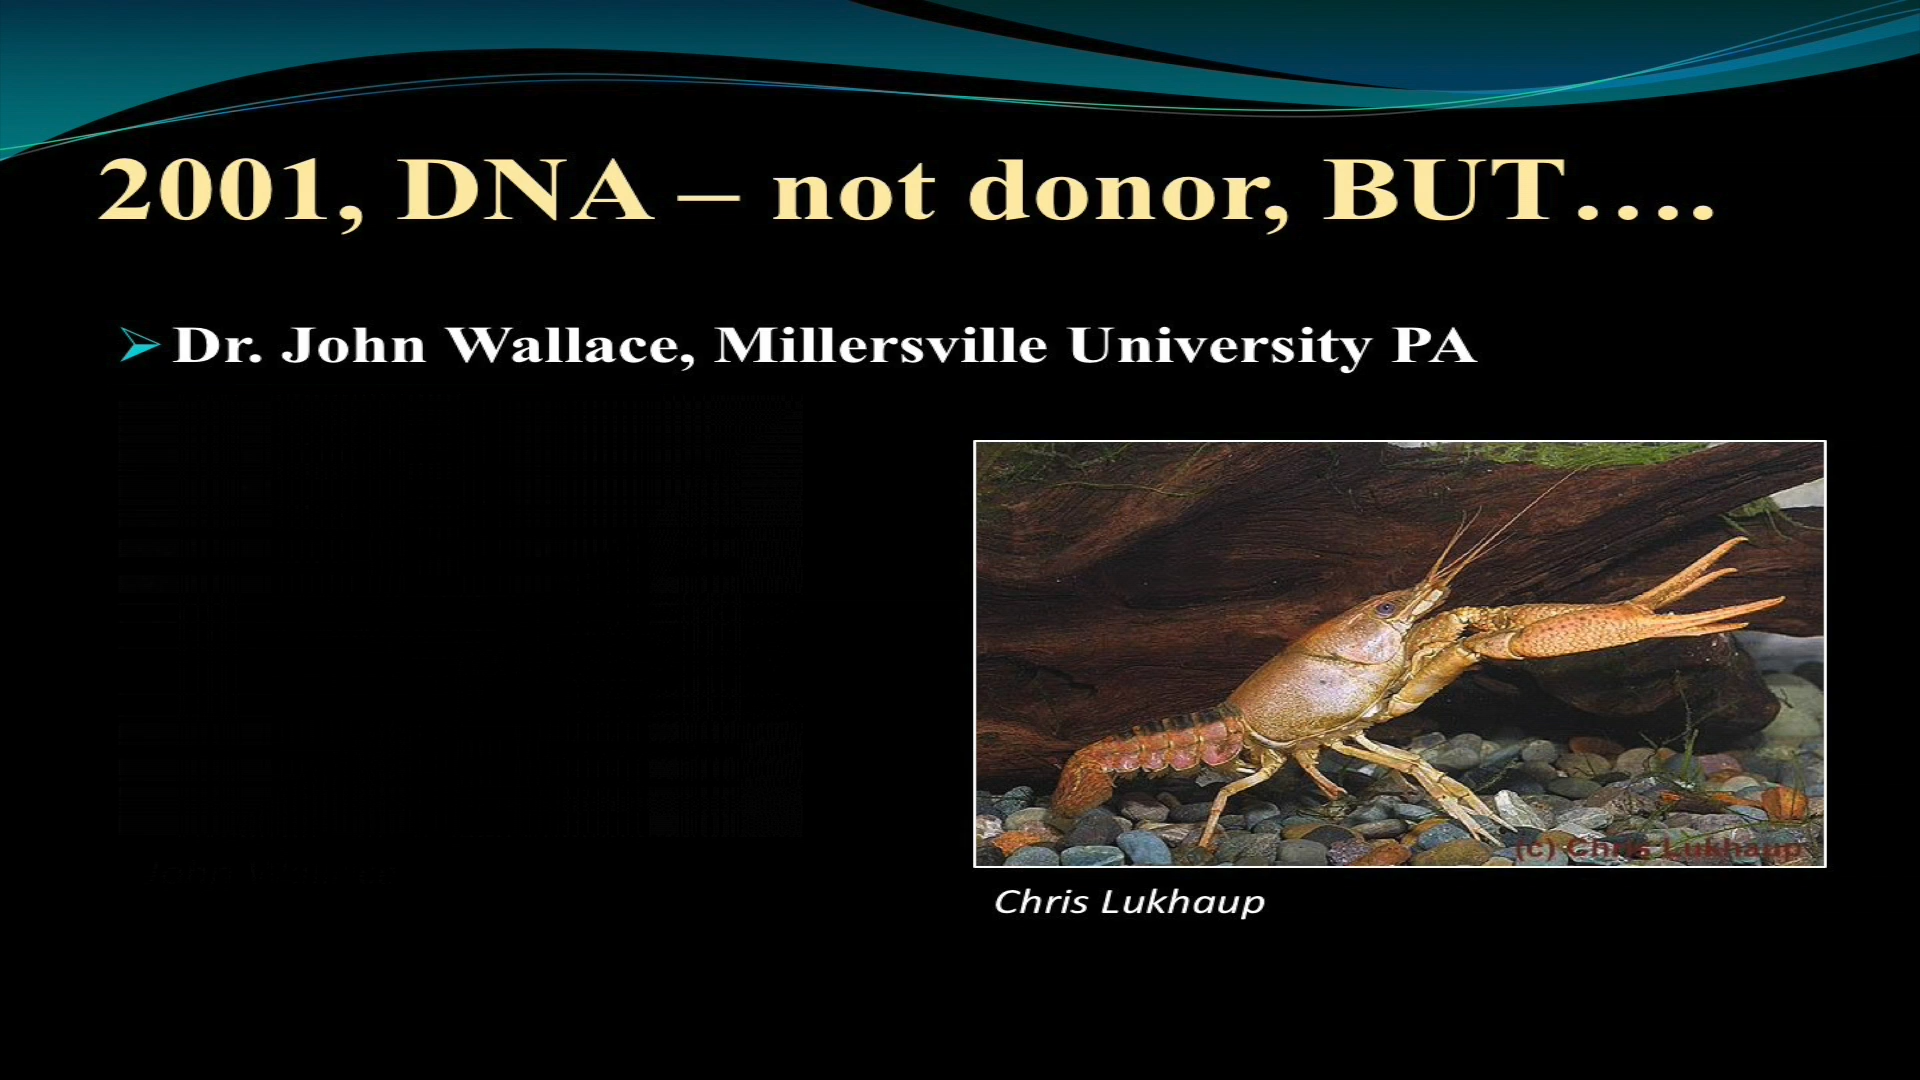 2001, DNA – not donor, BUT….
Dr. John Wallace, Millersville University PA
(c) Chris Lukhaup
Chris Lukhaup